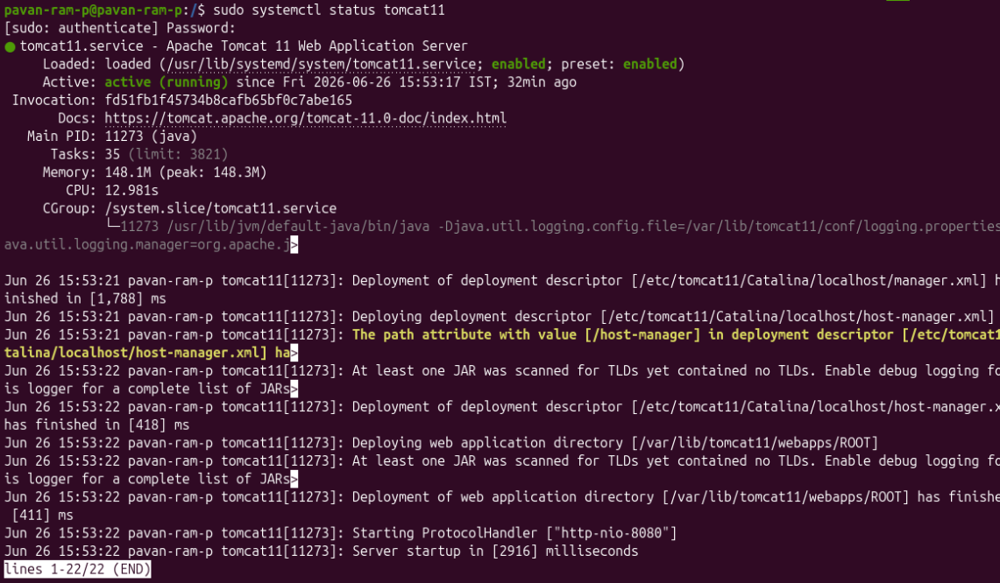 pavan-ram-p@pavan-ram-p:/$ sudo systemctl status tomcat11
[sudo: authenticate] Password:
● tomcat11.service - Apache Tomcat 11 Web Application Server
     Loaded: loaded (/usr/lib/systemd/system/tomcat11.service; enabled; preset: enabled)
     Active: active (running) since Fri 2026-06-26 15:53:17 IST; 32min ago
 Invocation: fd51fb1f45734b8cafb65bf0c7abe165
       Docs: https://tomcat.apache.org/tomcat-11.0-doc/index.html
   Main PID: 11273 (java)
      Tasks: 35 (limit: 3821)
     Memory: 148.1M (peak: 148.3M)
        CPU: 12.981s
     CGroup: /system.slice/tomcat11.service
             └─11273 /usr/lib/jvm/default-java/bin/java -Djava.util.logging.config.file=/var/lib/tomcat11/conf/logging.properties
ava.util.logging.manager=org.apache.j>
Jun 26 15:53:21 pavan-ram-p tomcat11[11273]: Deployment of deployment descriptor [/etc/tomcat11/Catalina/localhost/manager.xml] h
inished in [1,788] ms
Jun 26 15:53:21 pavan-ram-p tomcat11[11273]: Deploying deployment descriptor [/etc/tomcat11/Catalina/localhost/host-manager.xml]
Jun 26 15:53:21 pavan-ram-p tomcat11[11273]: The path attribute with value [/host-manager] in deployment descriptor [/etc/tomcat1
talina/localhost/host-manager.xml] ha>
Jun 26 15:53:22 pavan-ram-p tomcat11[11273]: At least one JAR was scanned for TLDs yet contained no TLDs. Enable debug logging fo
is logger for a complete list of JARs>
Jun 26 15:53:22 pavan-ram-p tomcat11[11273]: Deployment of deployment descriptor [/etc/tomcat11/Catalina/localhost/host-manager.x
has finished in [418] ms
Jun 26 15:53:22 pavan-ram-p tomcat11[11273]: Deploying web application directory [/var/lib/tomcat11/webapps/ROOT]
Jun 26 15:53:22 pavan-ram-p tomcat11[11273]: At least one JAR was scanned for TLDs yet contained no TLDs. Enable debug logging fo
is logger for a complete list of JARs>
Jun 26 15:53:22 pavan-ram-p tomcat11[11273]: Deployment of web application directory [/var/lib/tomcat11/webapps/ROOT] has finishe
 [411] ms
Jun 26 15:53:22 pavan-ram-p tomcat11[11273]: Starting ProtocolHandler ["http-nio-8080"]
Jun 26 15:53:22 pavan-ram-p tomcat11[11273]: Server startup in [2916] milliseconds
lines 1-22/22 (END)